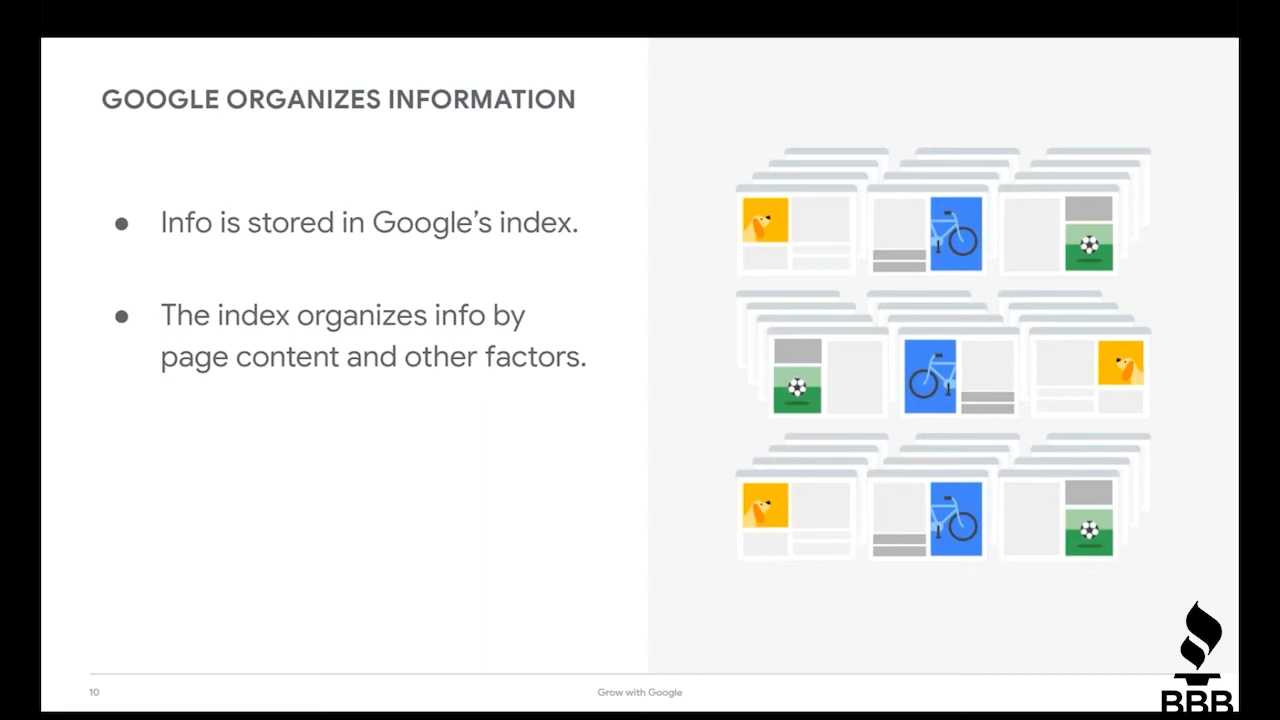 GOOGLE ORGANIZES INFORMATION
● Info is stored in Google’s index.
● The index organizes info by
page content and other factors.
10
Grow with Google
BBB